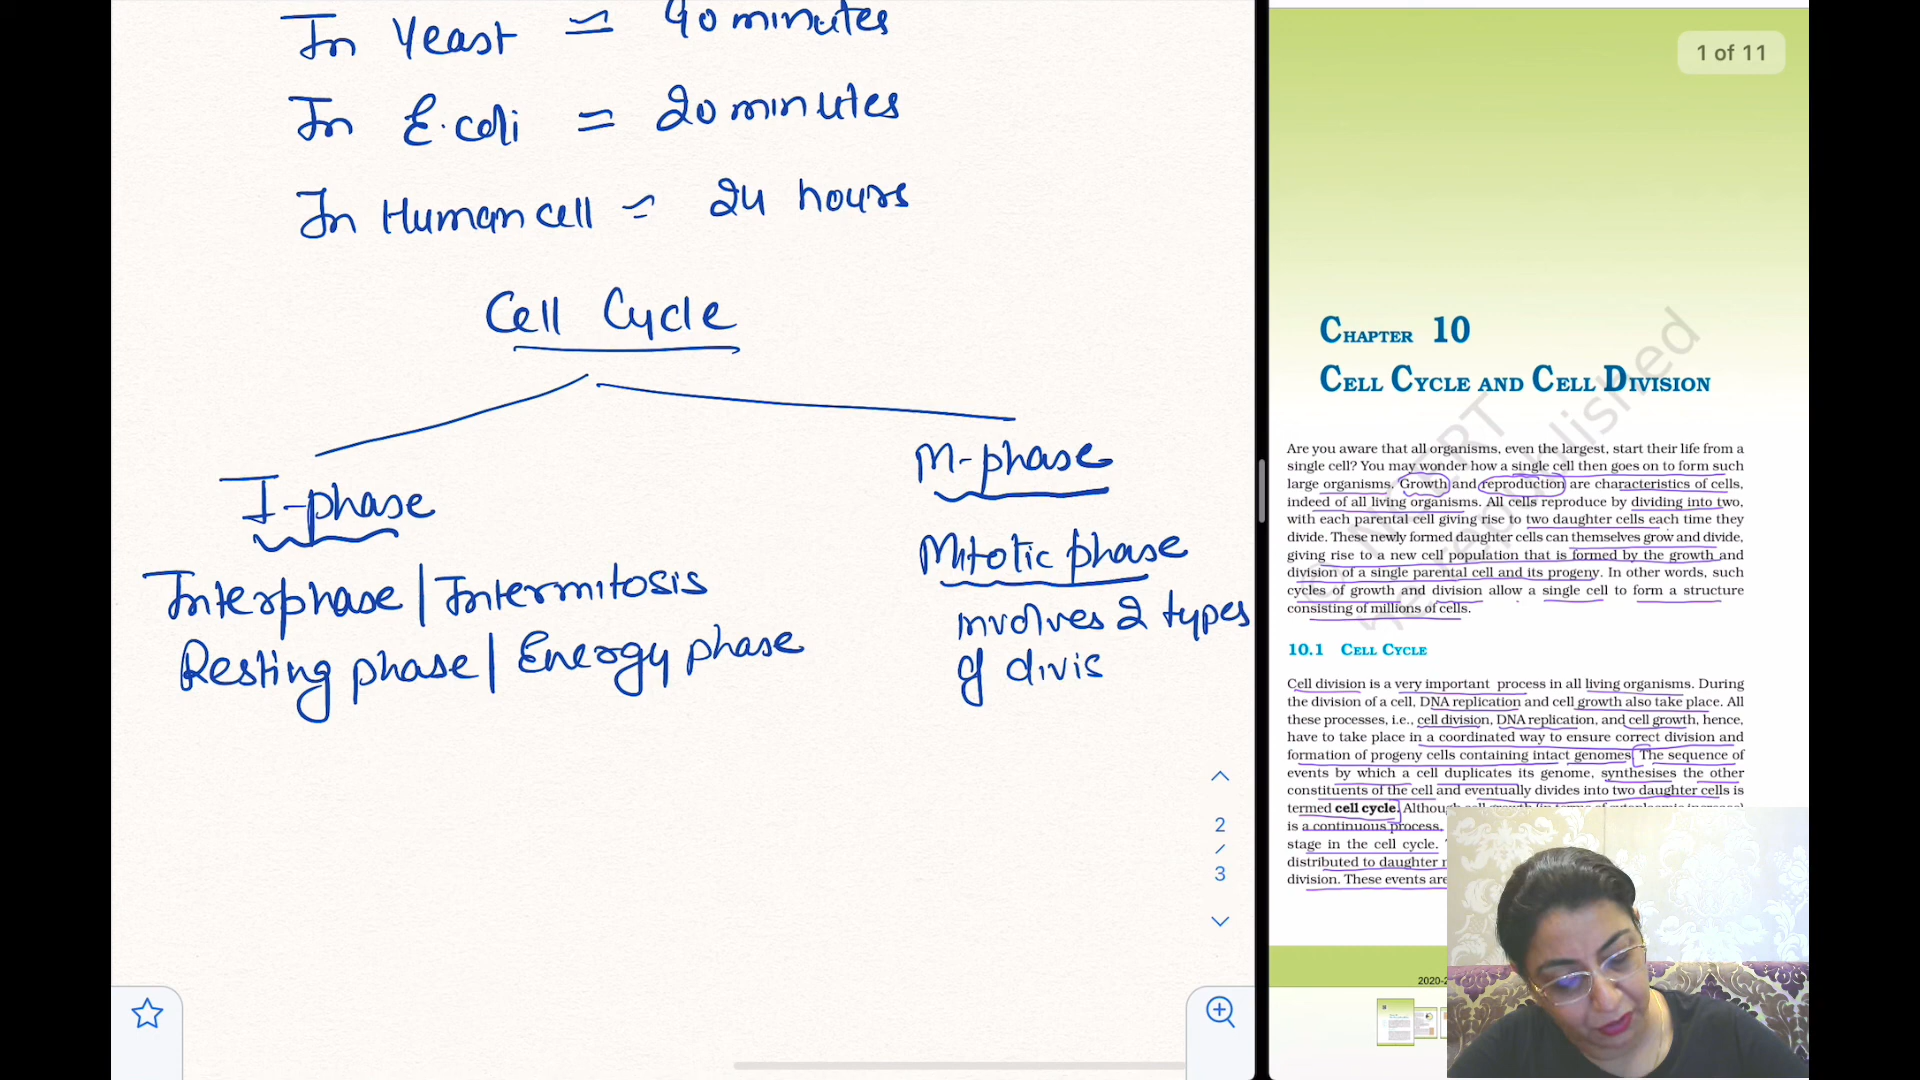 In Yeast ≃ 90 minutes
In E.coli = 20 minutes
In Human cell ≃ 24 hours
Cell Cycle
I-phase
M-phase
Interphase | Intermitosis
Resting phase | Energy phase
Mitotic phase
involves 2 types
of divis
2
/
3
1 of 11
CHAPTER 10
CELL CYCLE AND CELL DIVISION
Are you aware that all organisms, even the largest, start their life from a
single cell? You may wonder how a single cell then goes on to form such
large organisms. Growth and reproduction are characteristics of cells,
indeed of all living organisms. All cells reproduce by dividing into two,
with each parental cell giving rise to two daughter cells each time they
divide. These newly formed daughter cells can themselves grow and divide,
giving rise to a new cell population that is formed by the growth and
division of a single parental cell and its progeny. In other words, such
cycles of growth and division allow a single cell to form a structure
consisting of millions of cells.
10.1 CELL CYCLE
Cell division is a very important process in all living organisms. During
the division of a cell, DNA replication and cell growth also take place. All
these processes, i.e., cell division, DNA replication, and cell growth, hence,
have to take place in a coordinated way to ensure correct division and
formation of progeny cells containing intact genomes. The sequence of
events by which a cell duplicates its genome, synthesises the other
constituents of the cell and eventually divides into two daughter cells is
termed cell cycle. Although cell growth (in terms of cytoplasmic increase)
is a continuous process,
stage in the cell cycle.
distributed to daughter
division. These events are
2020-2